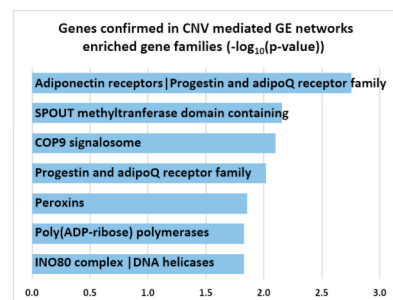 Genes confirmed in CNV mediated GE networks
enriched gene families (-log10(p-value))
Adiponectin receptors|Progestin and adipoQ receptor family
SPOUT methyltranferase domain containing
COP9 signalosome
Progestin and adipoQ receptor family
Peroxins
Poly(ADP-ribose) polymerases
INO80 complex |DNA helicases
0.0 0.5 1.0 1.5 2.0 2.5 3.0